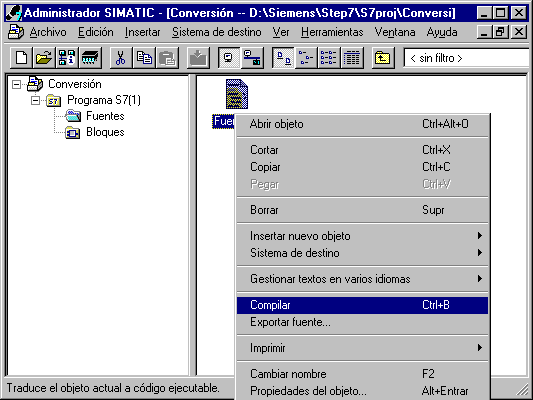 Administrador SIMATIC - [Conversión -- D:\Siemens\Step7\S7proj\Conversi]
Archivo Edición Insertar Sistema de destino Ver Herramientas Ventana Ayuda
< sin filtro >
Conversión
Programa S7(1)
Fuentes
Bloques
Abrir objeto Ctrl+Alt+O
Cortar Ctrl+X
Copiar Ctrl+C
Pegar Ctrl+V
Borrar Supr
Insertar nuevo objeto
Sistema de destino
Gestionar textos en varios idiomas
Compilar Ctrl+B
Exportar fuente...
Imprimir
Cambiar nombre F2
Propiedades del objeto... Alt+Entrar
Traduce el objeto actual a código ejecutable.